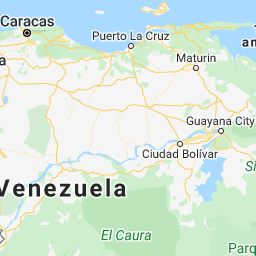 Caracas
Puerto La Cruz
Maturin
an
a
Guayana City
Ciudad Bolívar
Si
Venezuela
El Caura
Parq